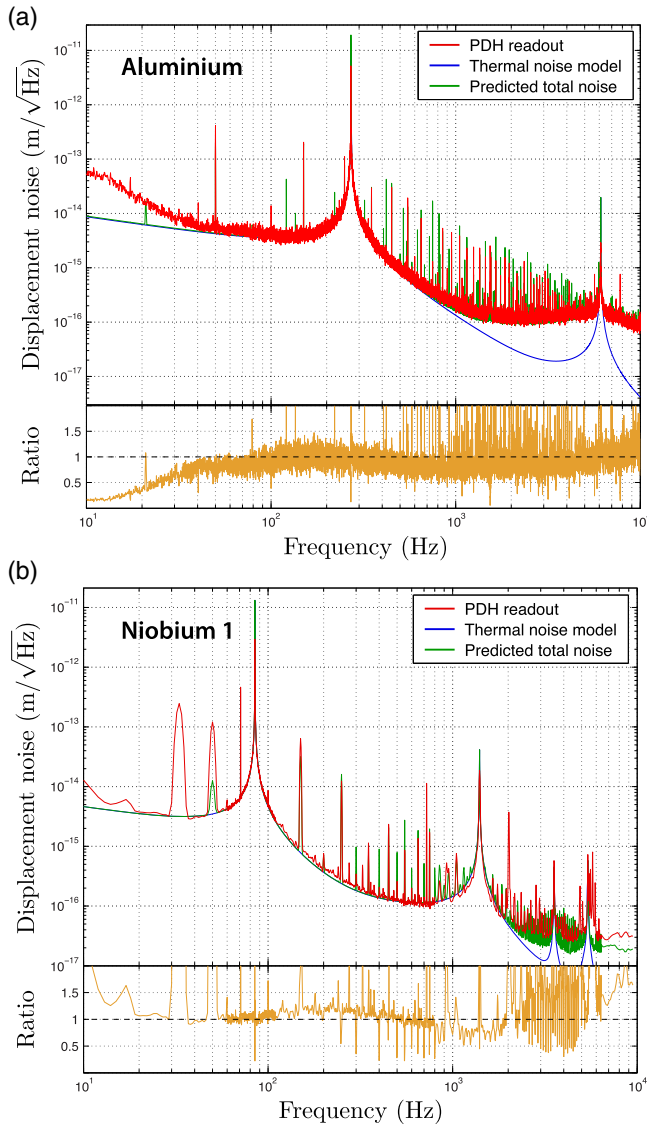 (a)
Aluminium
PDH readout
Thermal noise model
Predicted total noise
Displacement noise (m/√Hz)
10⁻¹¹
10⁻¹²
10⁻¹³
10⁻¹⁴
10⁻¹⁵
10⁻¹⁶
10⁻¹⁷
Ratio
1.5
1
0.5
10¹
10²
10³
10
Frequency (Hz)
(b)
Niobium 1
PDH readout
Thermal noise model
Predicted total noise
Displacement noise (m/√Hz)
10⁻¹¹
10⁻¹²
10⁻¹³
10⁻¹⁴
10⁻¹⁵
10⁻¹⁶
10⁻¹⁷
Ratio
1.5
1
0.5
10¹
10²
10³
10⁴
Frequency (Hz)